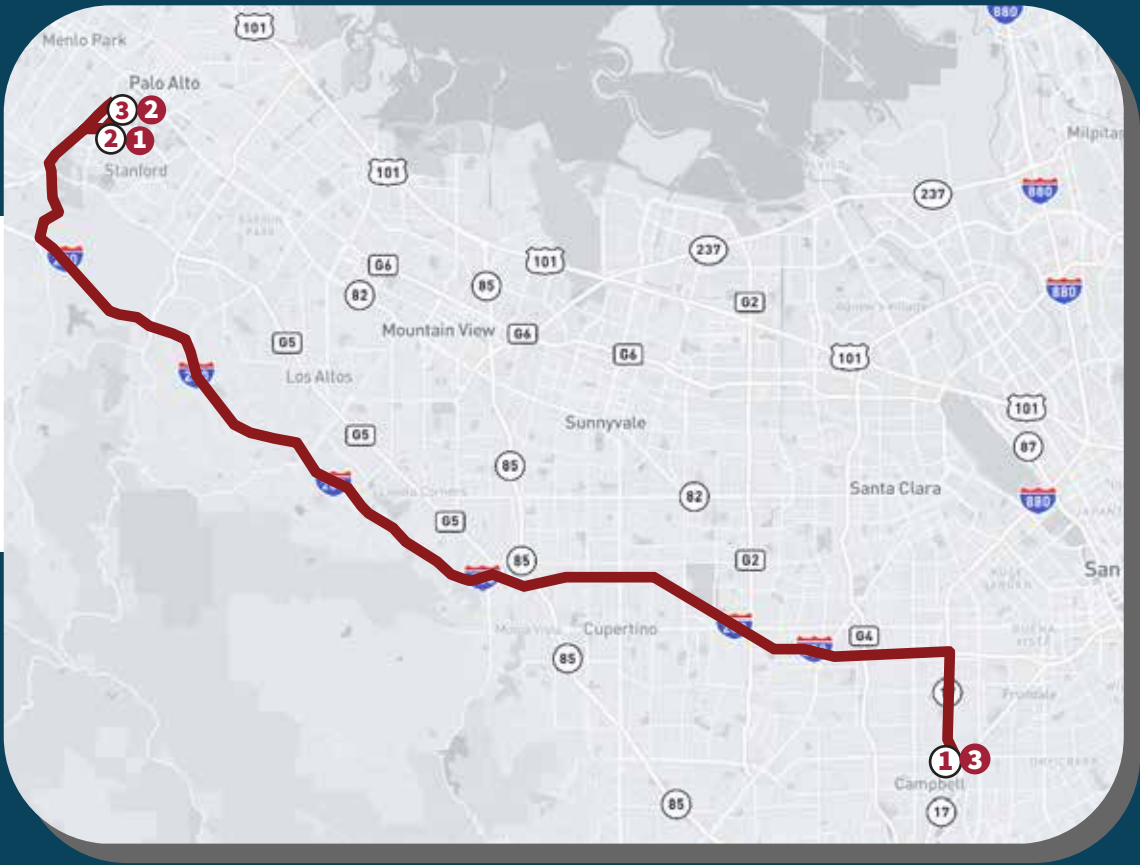 880
101
Menlo Park
Palo Alto
3 2
2 1
Stanford
Milpitas
101
237
880
237
101
G6
82
85
G2
880
Mountain View
G6
G6
101
G5
Los Altos
101
Sunnyvale
G5
87
85
82
Santa Clara
880
G5
85
G2
San
Cupertino
G4
85
Fruitdale
1 3
Campbell
85
17